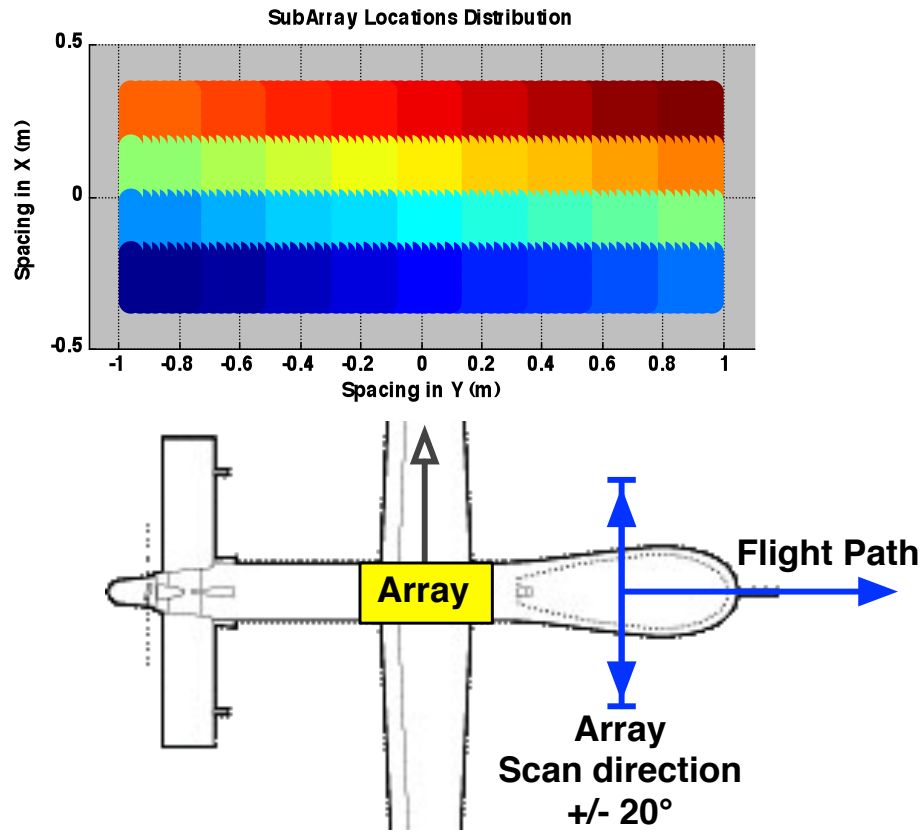 SubArray Locations Distribution
0.5
0
-0.5
Spacing in X (m)
-1 -0.8 -0.6 -0.4 -0.2 0 0.2 0.4 0.6 0.8 1
Spacing in Y (m)
Array
Flight Path
Array
Scan direction
+/- 20°